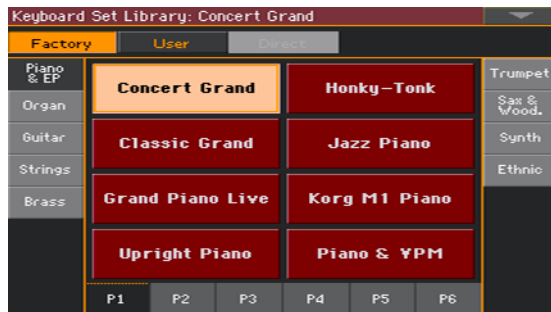 Keyboard Set Library: Concert Grand
Factory User Direct
Piano
& EP
Organ
Guitar
Strings
Brass
Concert Grand Honky-Tonk
Classic Grand Jazz Piano
Grand Piano Live Korg M1 Piano
Upright Piano Piano & YPM
Trumpet
Sax &
Wood.
Synth
Ethnic
P1 P2 P3 P4 P5 P6